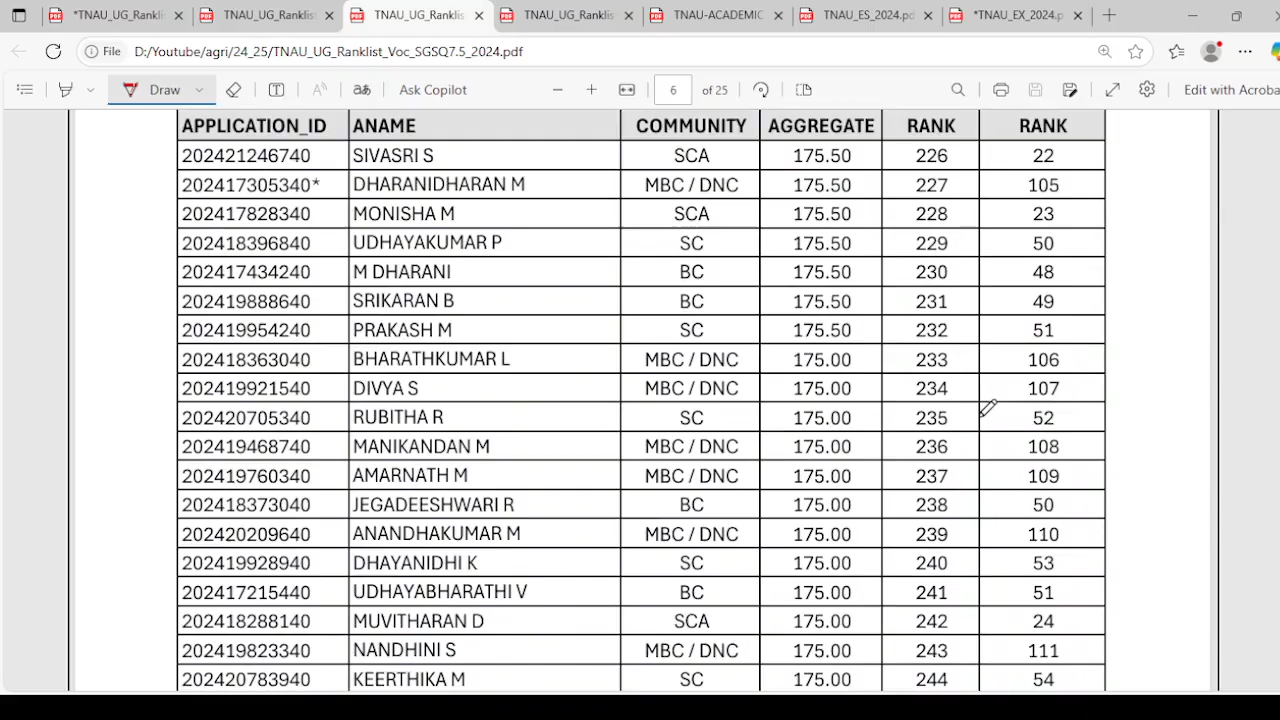 *TNAU_UG_Rankli
TNAU_UG_Ranklis
TNAU_UG_Ranklis
TNAU_UG_Ranklis
TNAU-ACADEMIC
TNAU_ES_2024.pd
*TNAU_EX_2024.p
File D:/Youtube/agri/24_25/TNAU_UG_Ranklist_Voc_SGSQ7.5_2024.pdf
Draw Ask Copilot 6 of 25 Edit with Acroba
APPLICATION_ID ANAME COMMUNITY AGGREGATE RANK RANK
202421246740 SIVASRI S SCA 175.50 226 22
202417305340* DHARANIDHARAN M MBC / DNC 175.50 227 105
202417828340 MONISHA M SCA 175.50 228 23
202418396840 UDHAYAKUMAR P SC 175.50 229 50
202417434240 M DHARANI BC 175.50 230 48
202419888640 SRIKARAN B BC 175.50 231 49
202419954240 PRAKASH M SC 175.50 232 51
202418363040 BHARATHKUMAR L MBC / DNC 175.00 233 106
202419921540 DIVYA S MBC / DNC 175.00 234 107
202420705340 RUBITHA R SC 175.00 235 52
202419468740 MANIKANDAN M MBC / DNC 175.00 236 108
202419760340 AMARNATH M MBC / DNC 175.00 237 109
202418373040 JEGADEESHWARI R BC 175.00 238 50
202420209640 ANANDHAKUMAR M MBC / DNC 175.00 239 110
202419928940 DHAYANIDHI K SC 175.00 240 53
202417215440 UDHAYABHARATHI V BC 175.00 241 51
202418288140 MUVITHARAN D SCA 175.00 242 24
202419823340 NANDHINI S MBC / DNC 175.00 243 111
202420783940 KEERTHIKA M SC 175.00 244 54